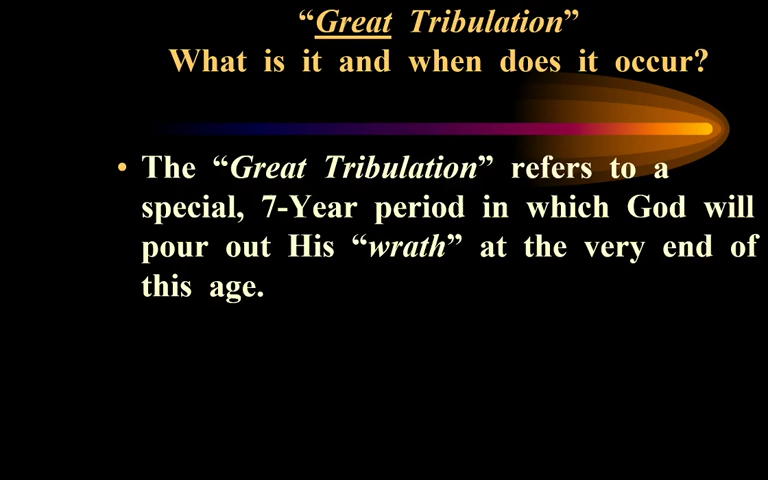 “Great Tribulation”
What is it and when does it occur?
• The “Great Tribulation” refers to a
special, 7-Year period in which God will
pour out His “wrath” at the very end of
this age.